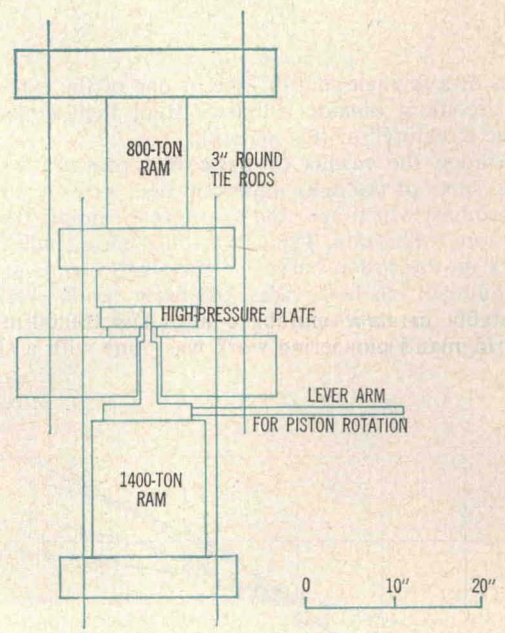 800-TON
RAM
3" ROUND
TIE RODS
HIGH-PRESSURE PLATE
LEVER ARM
FOR PISTON ROTATION
1400-TON
RAM
0 10" 20"